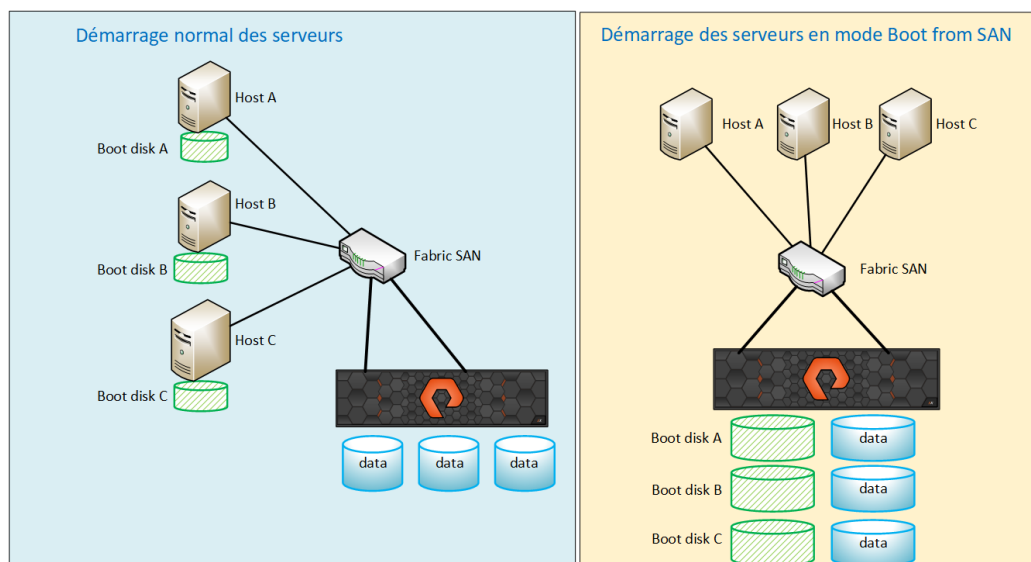 Démarrage normal des serveurs
Host A
Boot disk A
Host B
Boot disk B
Fabric SAN
Host C
Boot disk C
data
data
data
Démarrage des serveurs en mode Boot from SAN
Host A
Host B
Host C
Fabric SAN
Boot disk A
data
Boot disk B
data
Boot disk C
data